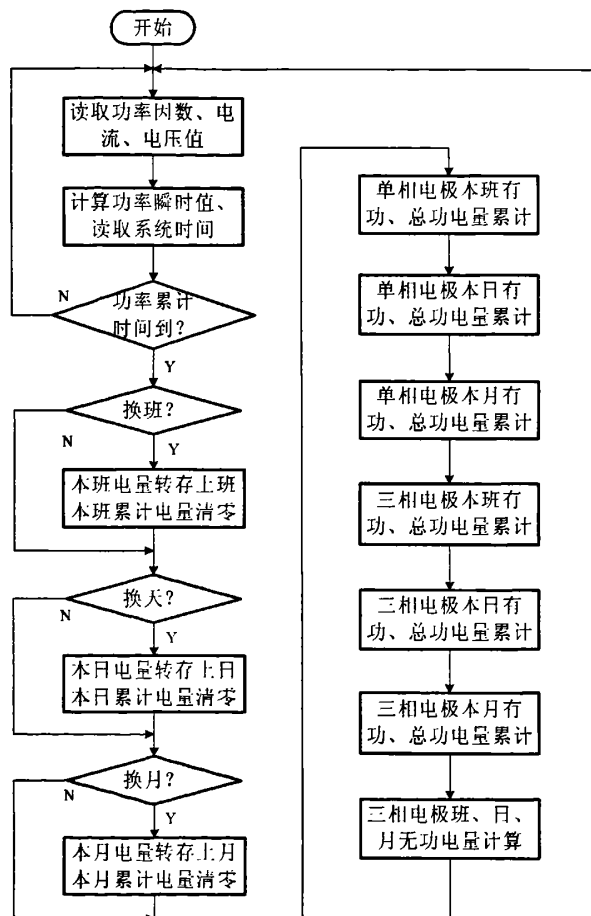 开始
读取功率因数、电
流、电压值
计算功率瞬时值、
读取系统时间
N
功率累计
时间到？
Y
换班？
N
Y
本班电量转存上班
本班累计电量清零
换天？
N
Y
本日电量转存上日
本日累计电量清零
换月？
N
Y
本月电量转存上月
本月累计电量清零
单相电极本班有
功、总功电量累计
单相电极本日有
功、总功电量累计
单相电极本月有
功、总功电量累计
三相电极本班有
功、总功电量累计
三相电极本日有
功、总功电量累计
三相电极本月有
功、总功电量累计
三相电极班、日、
月无功电量计算